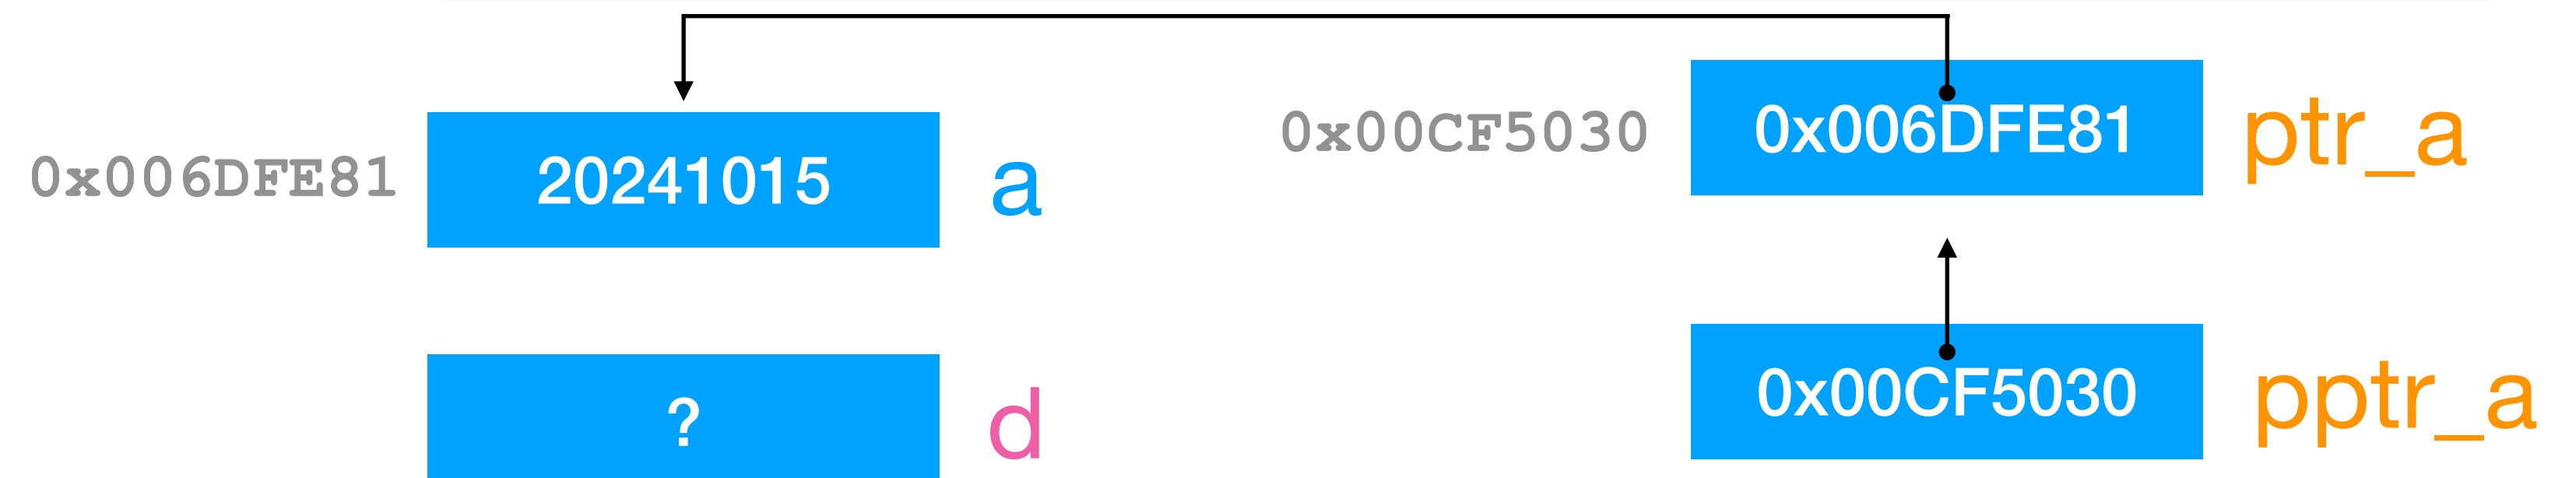 0x006DFE81 20241015 a
0x00CF5030 0x006DFE81 ptr_a
? d
0x00CF5030 pptr_a